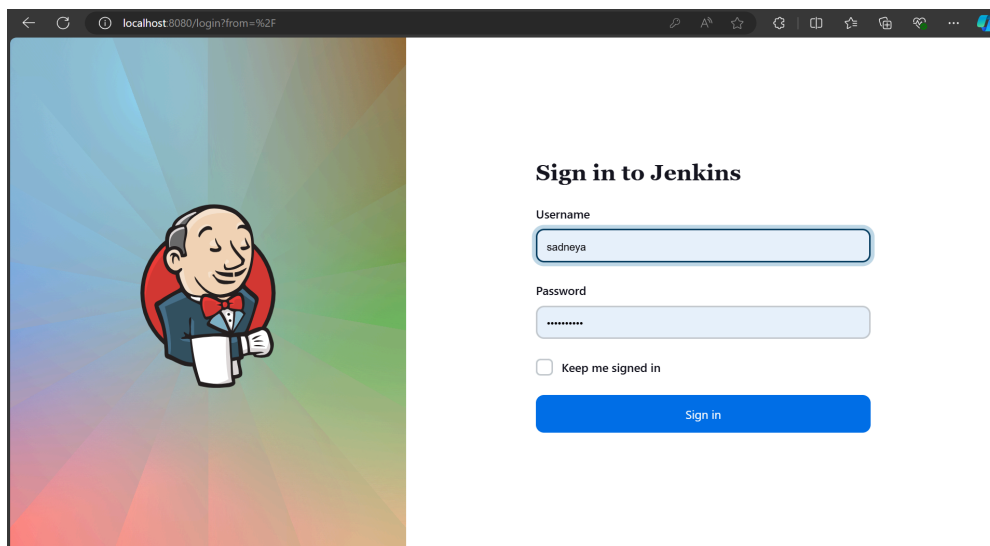 localhost:8080/login?from=%2F
Sign in to Jenkins
Username
sadneya
Password
••••••••••
Keep me signed in
Sign in